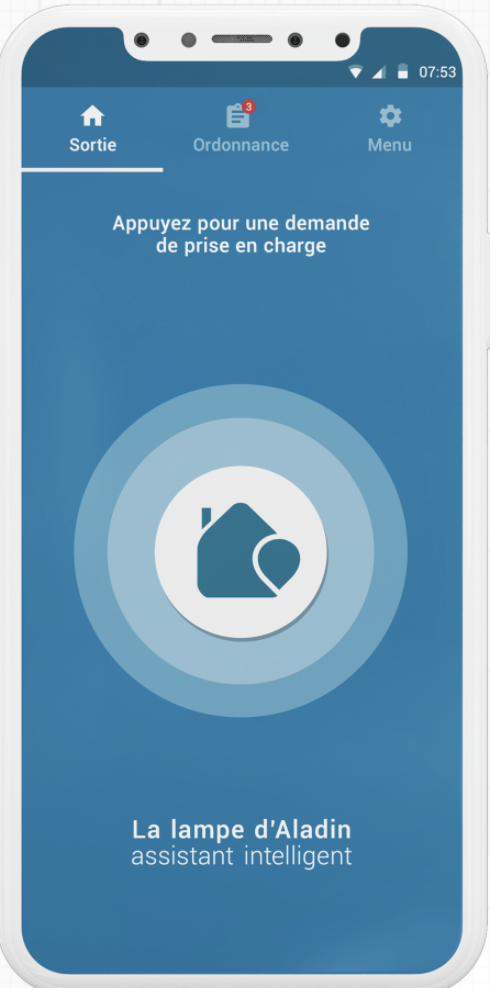 07:53
3
Sortie
Ordonnance
Menu
Appuyez pour une demande
de prise en charge
La lampe d'Aladin
assistant intelligent